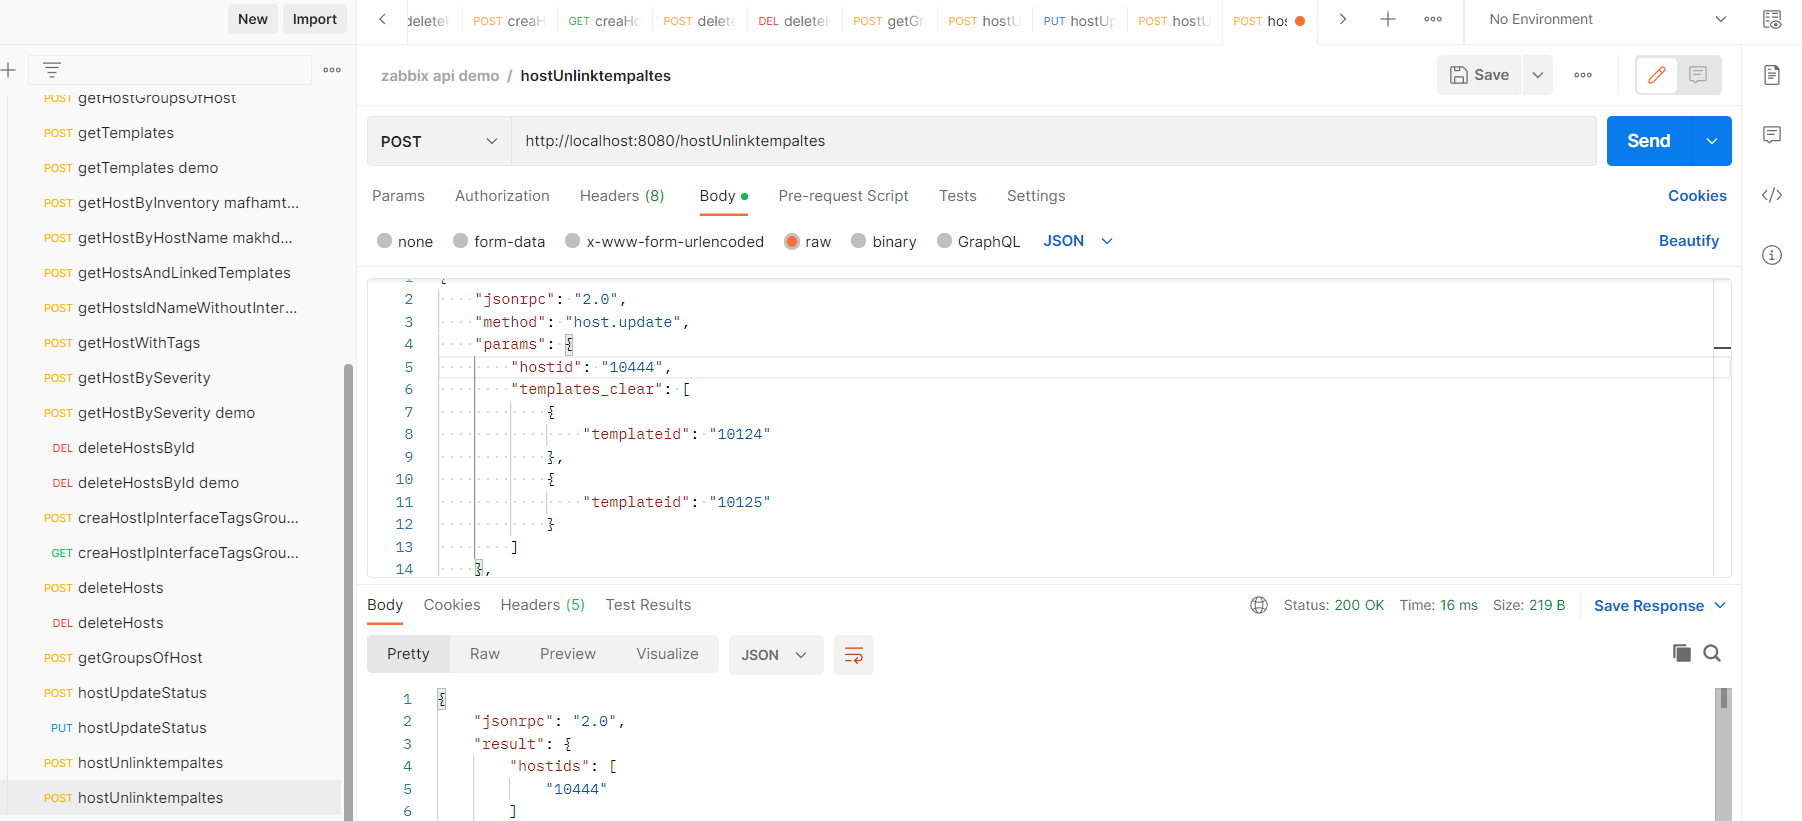 New Import
delete POST creaH GET creaHo POST delete DEL delete POST getGr POST hostU PUT hostUp POST hostU POST hos No Environment
zabbix api demo / hostUnlinktempaltes Save
POST http://localhost:8080/hostUnlinktempaltes Send
Params Authorization Headers (8) Body Pre-request Script Tests Settings Cookies
none form-data x-www-form-urlencoded raw binary GraphQL JSON Beautify
POST getHostGroupsOfHost
POST getTemplates
POST getTemplates demo
POST getHostByInventory mafhamt...
POST getHostByHostName makhd...
POST getHostsAndLinkedTemplates
POST getHostsIdNameWithoutInter...
POST getHostWithTags
POST getHostBySeverity
POST getHostBySeverity demo
DEL deleteHostsById
DEL deleteHostsById demo
POST creaHostIpInterfaceTagsGrou...
GET creaHostIpInterfaceTagsGrou...
POST deleteHosts
DEL deleteHosts
POST getGroupsOfHost
POST hostUpdateStatus
PUT hostUpdateStatus
POST hostUnlinktempaltes
POST hostUnlinktempaltes
1 {
2 "jsonrpc": "2.0",
3 "method": "host.update",
4 "params": {
5 "hostid": "10444",
6 "templates_clear": [
7 {
8 "templateid": "10124"
9 },
10 {
11 "templateid": "10125"
12 }
13 ]
14 },
Body Cookies Headers (5) Test Results Status: 200 OK Time: 16 ms Size: 219 B Save Response
Pretty Raw Preview Visualize JSON
1 {
2 "jsonrpc": "2.0",
3 "result": {
4 "hostids": [
5 "10444"
6 ]